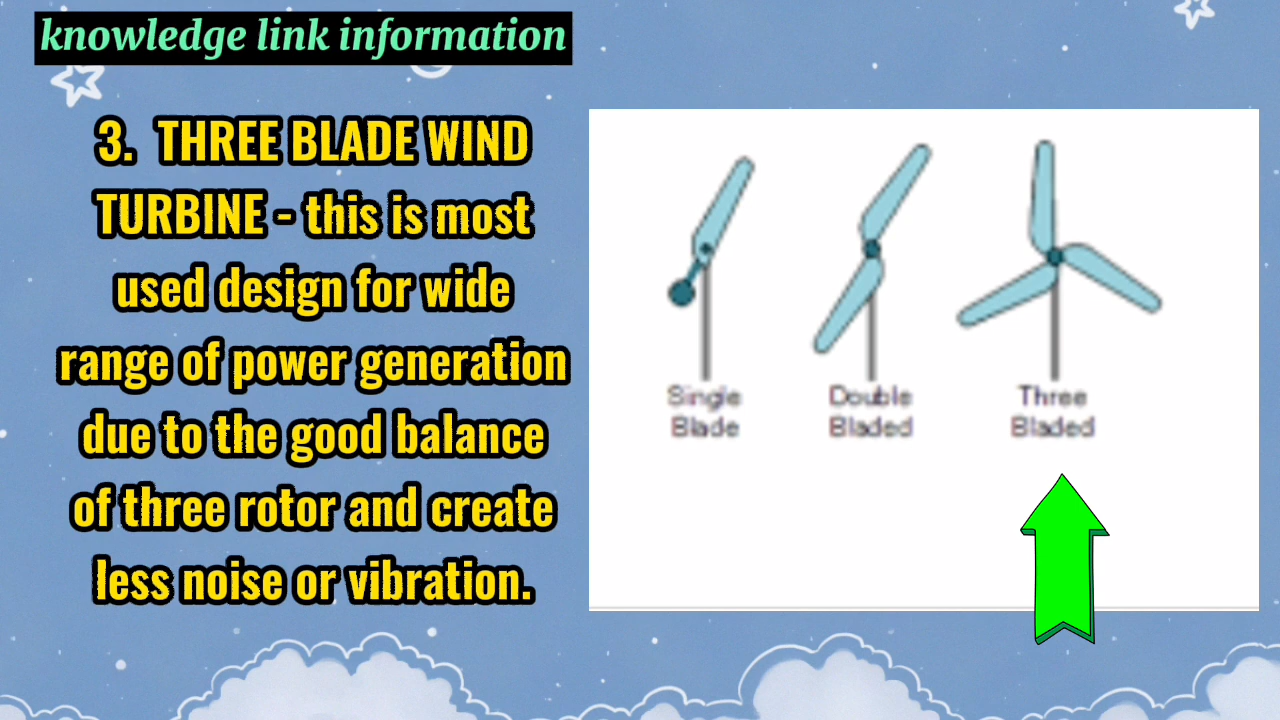 knowledge link information
3. THREE BLADE WIND
TURBINE - this is most
used design for wide
range of power generation
due to the good balance
of three rotor and create
less noise or vibration.
Single
Blade
Double
Bladed
Three
Bladed